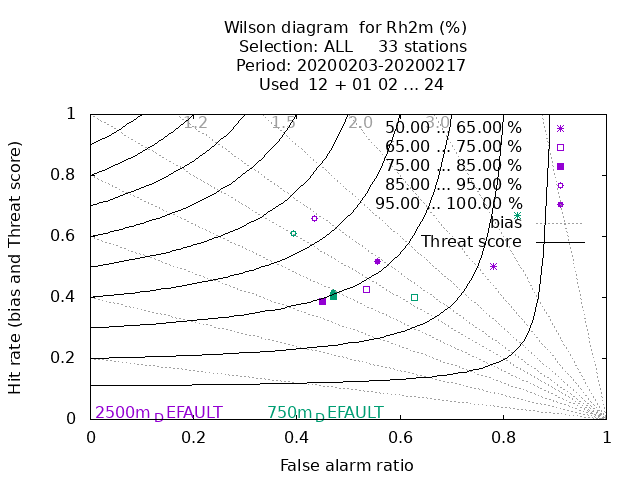 Wilson diagram  for Rh2m (%)
Selection: ALL     33 stations
Period: 20200203-20200217
Used  12 + 01 02 ... 24
Hit rate (bias and Threat score)
1
0.8
0.6
0.4
0.2
0
1.2 1.5 2.0 3.0
50.00 ... 65.00 %
65.00 ... 75.00 %
75.00 ... 85.00 %
85.00 ... 95.00 %
95.00 ... 100.00 %
bias
Threat score
2500m_DEFAULT 750m_DEFAULT
0 0.2 0.4 0.6 0.8 1
False alarm ratio